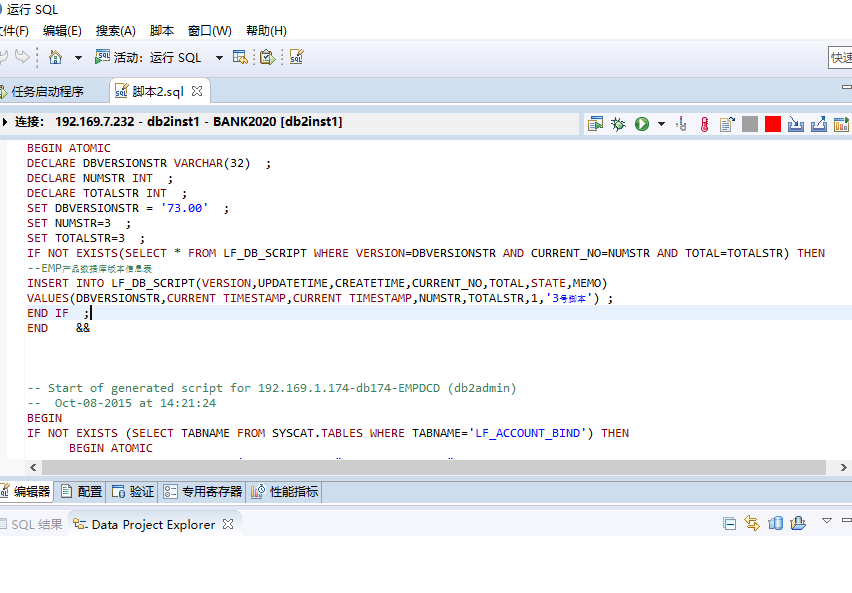 运行 SQL
文件(F) 编辑(E) 搜索(A) 脚本 窗口(W) 帮助(H)
活动: 运行 SQL
快速
任务启动程序 脚本2.sql
连接: 192.169.7.232 - db2inst1 - BANK2020 [db2inst1]
BEGIN ATOMIC
DECLARE DBVERSIONSTR VARCHAR(32) ;
DECLARE NUMSTR INT ;
DECLARE TOTALSTR INT ;
SET DBVERSIONSTR = '73.00' ;
SET NUMSTR=3 ;
SET TOTALSTR=3 ;
IF NOT EXISTS(SELECT * FROM LF_DB_SCRIPT WHERE VERSION=DBVERSIONSTR AND CURRENT_NO=NUMSTR AND TOTAL=TOTALSTR) THEN
--EMP产品数据库版本信息表
INSERT INTO LF_DB_SCRIPT(VERSION,UPDATETIME,CREATETIME,CURRENT_NO,TOTAL,STATE,MEMO)
VALUES(DBVERSIONSTR,CURRENT TIMESTAMP,CURRENT TIMESTAMP,NUMSTR,TOTALSTR,1,'3号脚本') ;
END IF ;
END &&
-- Start of generated script for 192.169.1.174-db174-EMPDCD (db2admin)
-- Oct-08-2015 at 14:21:24
BEGIN
IF NOT EXISTS (SELECT TABNAME FROM SYSCAT.TABLES WHERE TABNAME='LF_ACCOUNT_BIND') THEN
BEGIN ATOMIC
编辑器 配置 验证 专用寄存器 性能指标
SQL 结果 Data Project Explorer